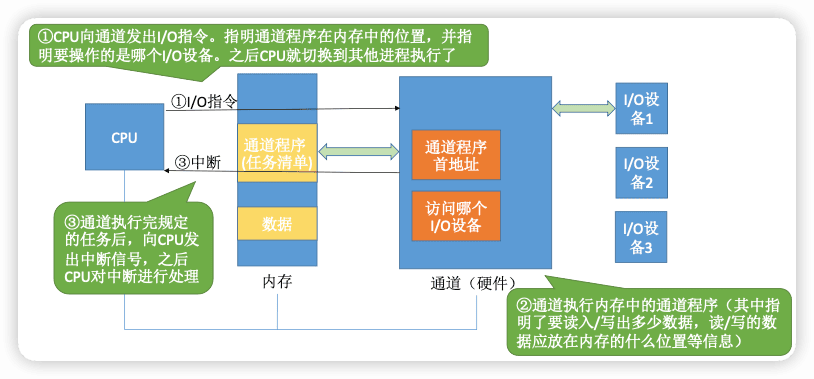 ①CPU向通道发出I/O指令。指明通道程序在内存中的位置，并指
明要操作的是哪个I/O设备。之后CPU就切换到其他进程执行了
①I/O指令
CPU
③中断
通道程序
(任务清单)
数据
内存
通道程序
首地址
访问哪个
I/O设备
通道（硬件）
I/O设
备1
I/O设
备2
I/O设
备3
③通道执行完规定
的任务后，向CPU发
出中断信号，之后
CPU对中断进行处理
②通道执行内存中的通道程序（其中指
明了要读入/写出多少数据，读/写的数
据应放在内存的什么位置等信息）